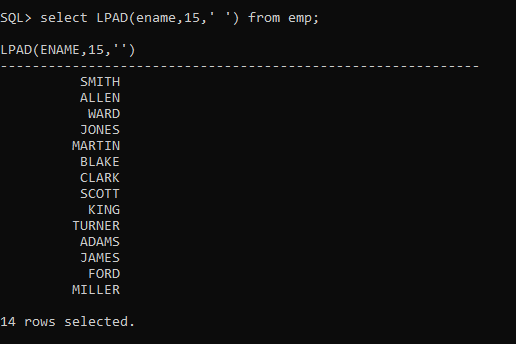 SQL> select LPAD(ename,15,' ') from emp;
LPAD(ENAME,15,'')
------------------------------------------------------------
SMITH
ALLEN
WARD
JONES
MARTIN
BLAKE
CLARK
SCOTT
KING
TURNER
ADAMS
JAMES
FORD
MILLER
14 rows selected.